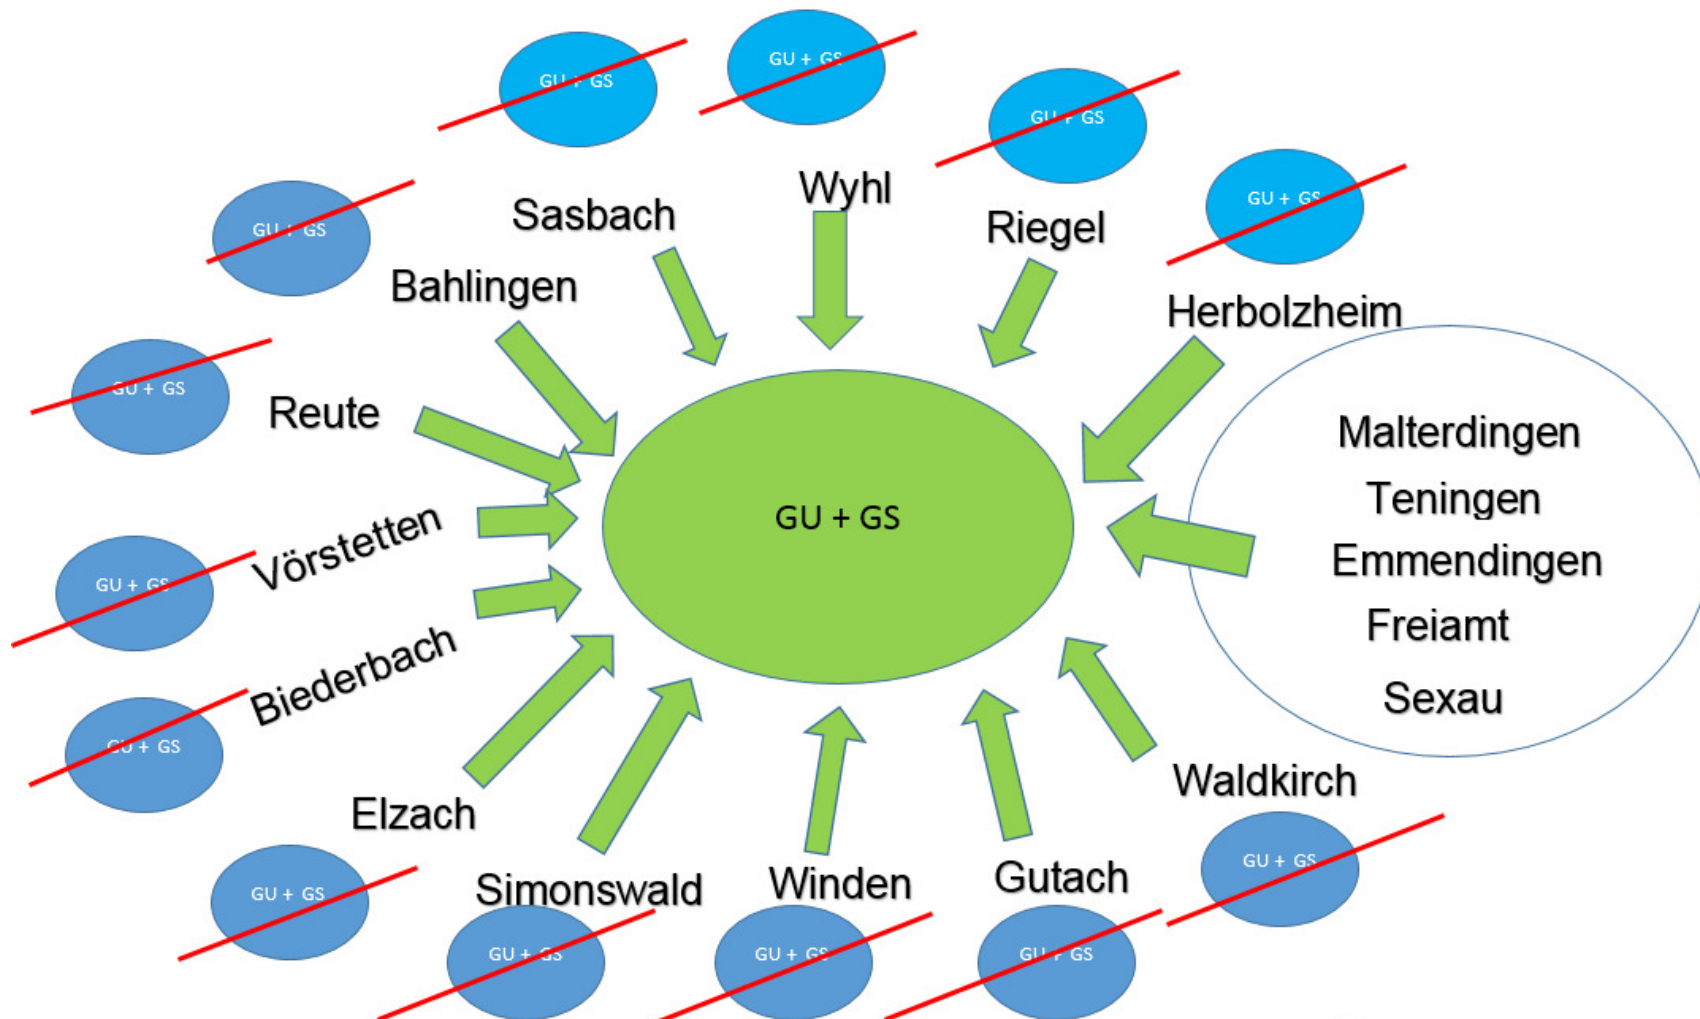 GU + GS
GU + GS
GU + GS
GU + GS
GU + GS
Wyhl
Sasbach
Riegel
Bahlingen
Herbolzheim
GU + GS
Reute
Malterdingen
Teningen
GU + GS
Vörstetten
Emmendingen
GU + GS
Freiamt
Biederbach
Sexau
GU + GS
Waldkirch
Elzach
GU + GS
Simonswald
Winden
Gutach
GU + GS
GU + GS
GU + GS
GU + GS